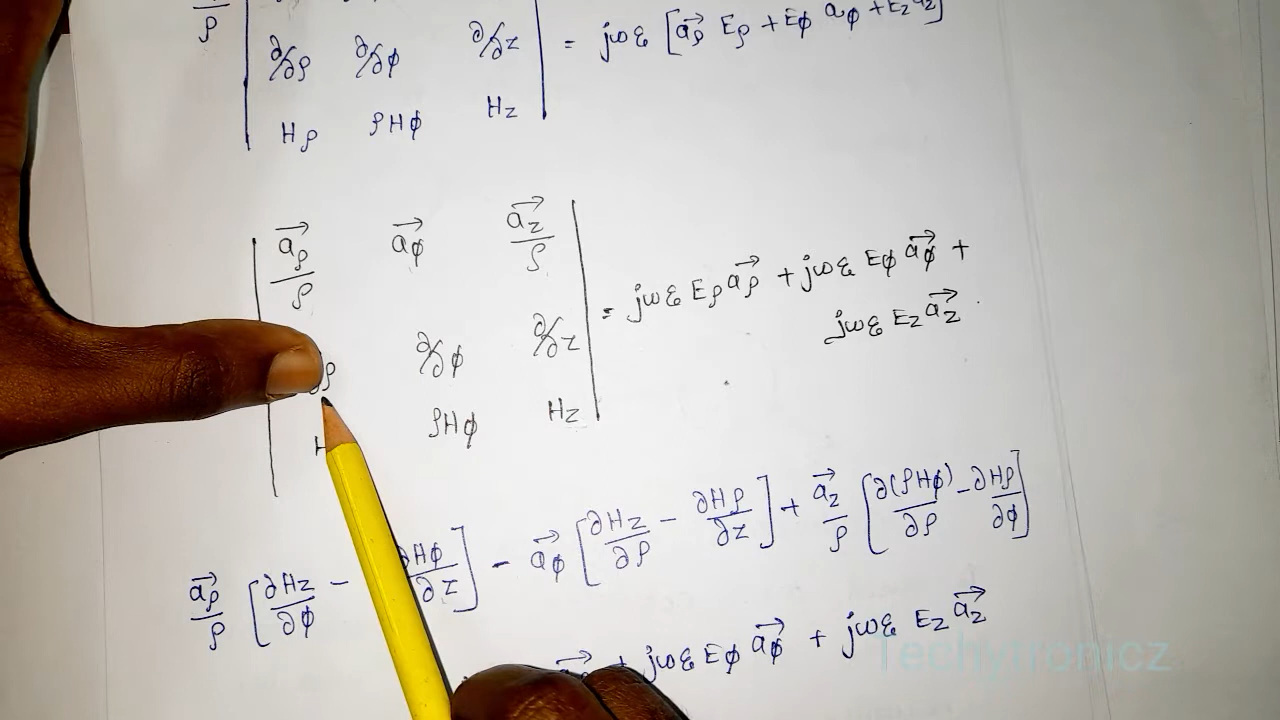 ρ ∂/∂ρ ∂/∂φ ∂/∂z = jωε [a⃗ρ Eρ + Eφ aφ + Ez az]
Hρ ρHφ Hz
a⃗ρ/ρ a⃗φ a⃗z/ρ
∂ρ ∂/∂φ ∂/∂z = jωε Eρ a⃗ρ + jωε Eφ a⃗φ +
jωε Ez a⃗z
H ρHφ Hz
a⃗ρ/ρ [∂Hz/∂φ − ∂Hφ/∂z] − a⃗φ [∂Hz/∂ρ − ∂Hρ/∂z] + a⃗z/ρ [∂(ρHφ)/∂ρ − ∂Hρ/∂φ]
+ jωε Eφ a⃗φ + jωε Ez a⃗z
Techytronicz